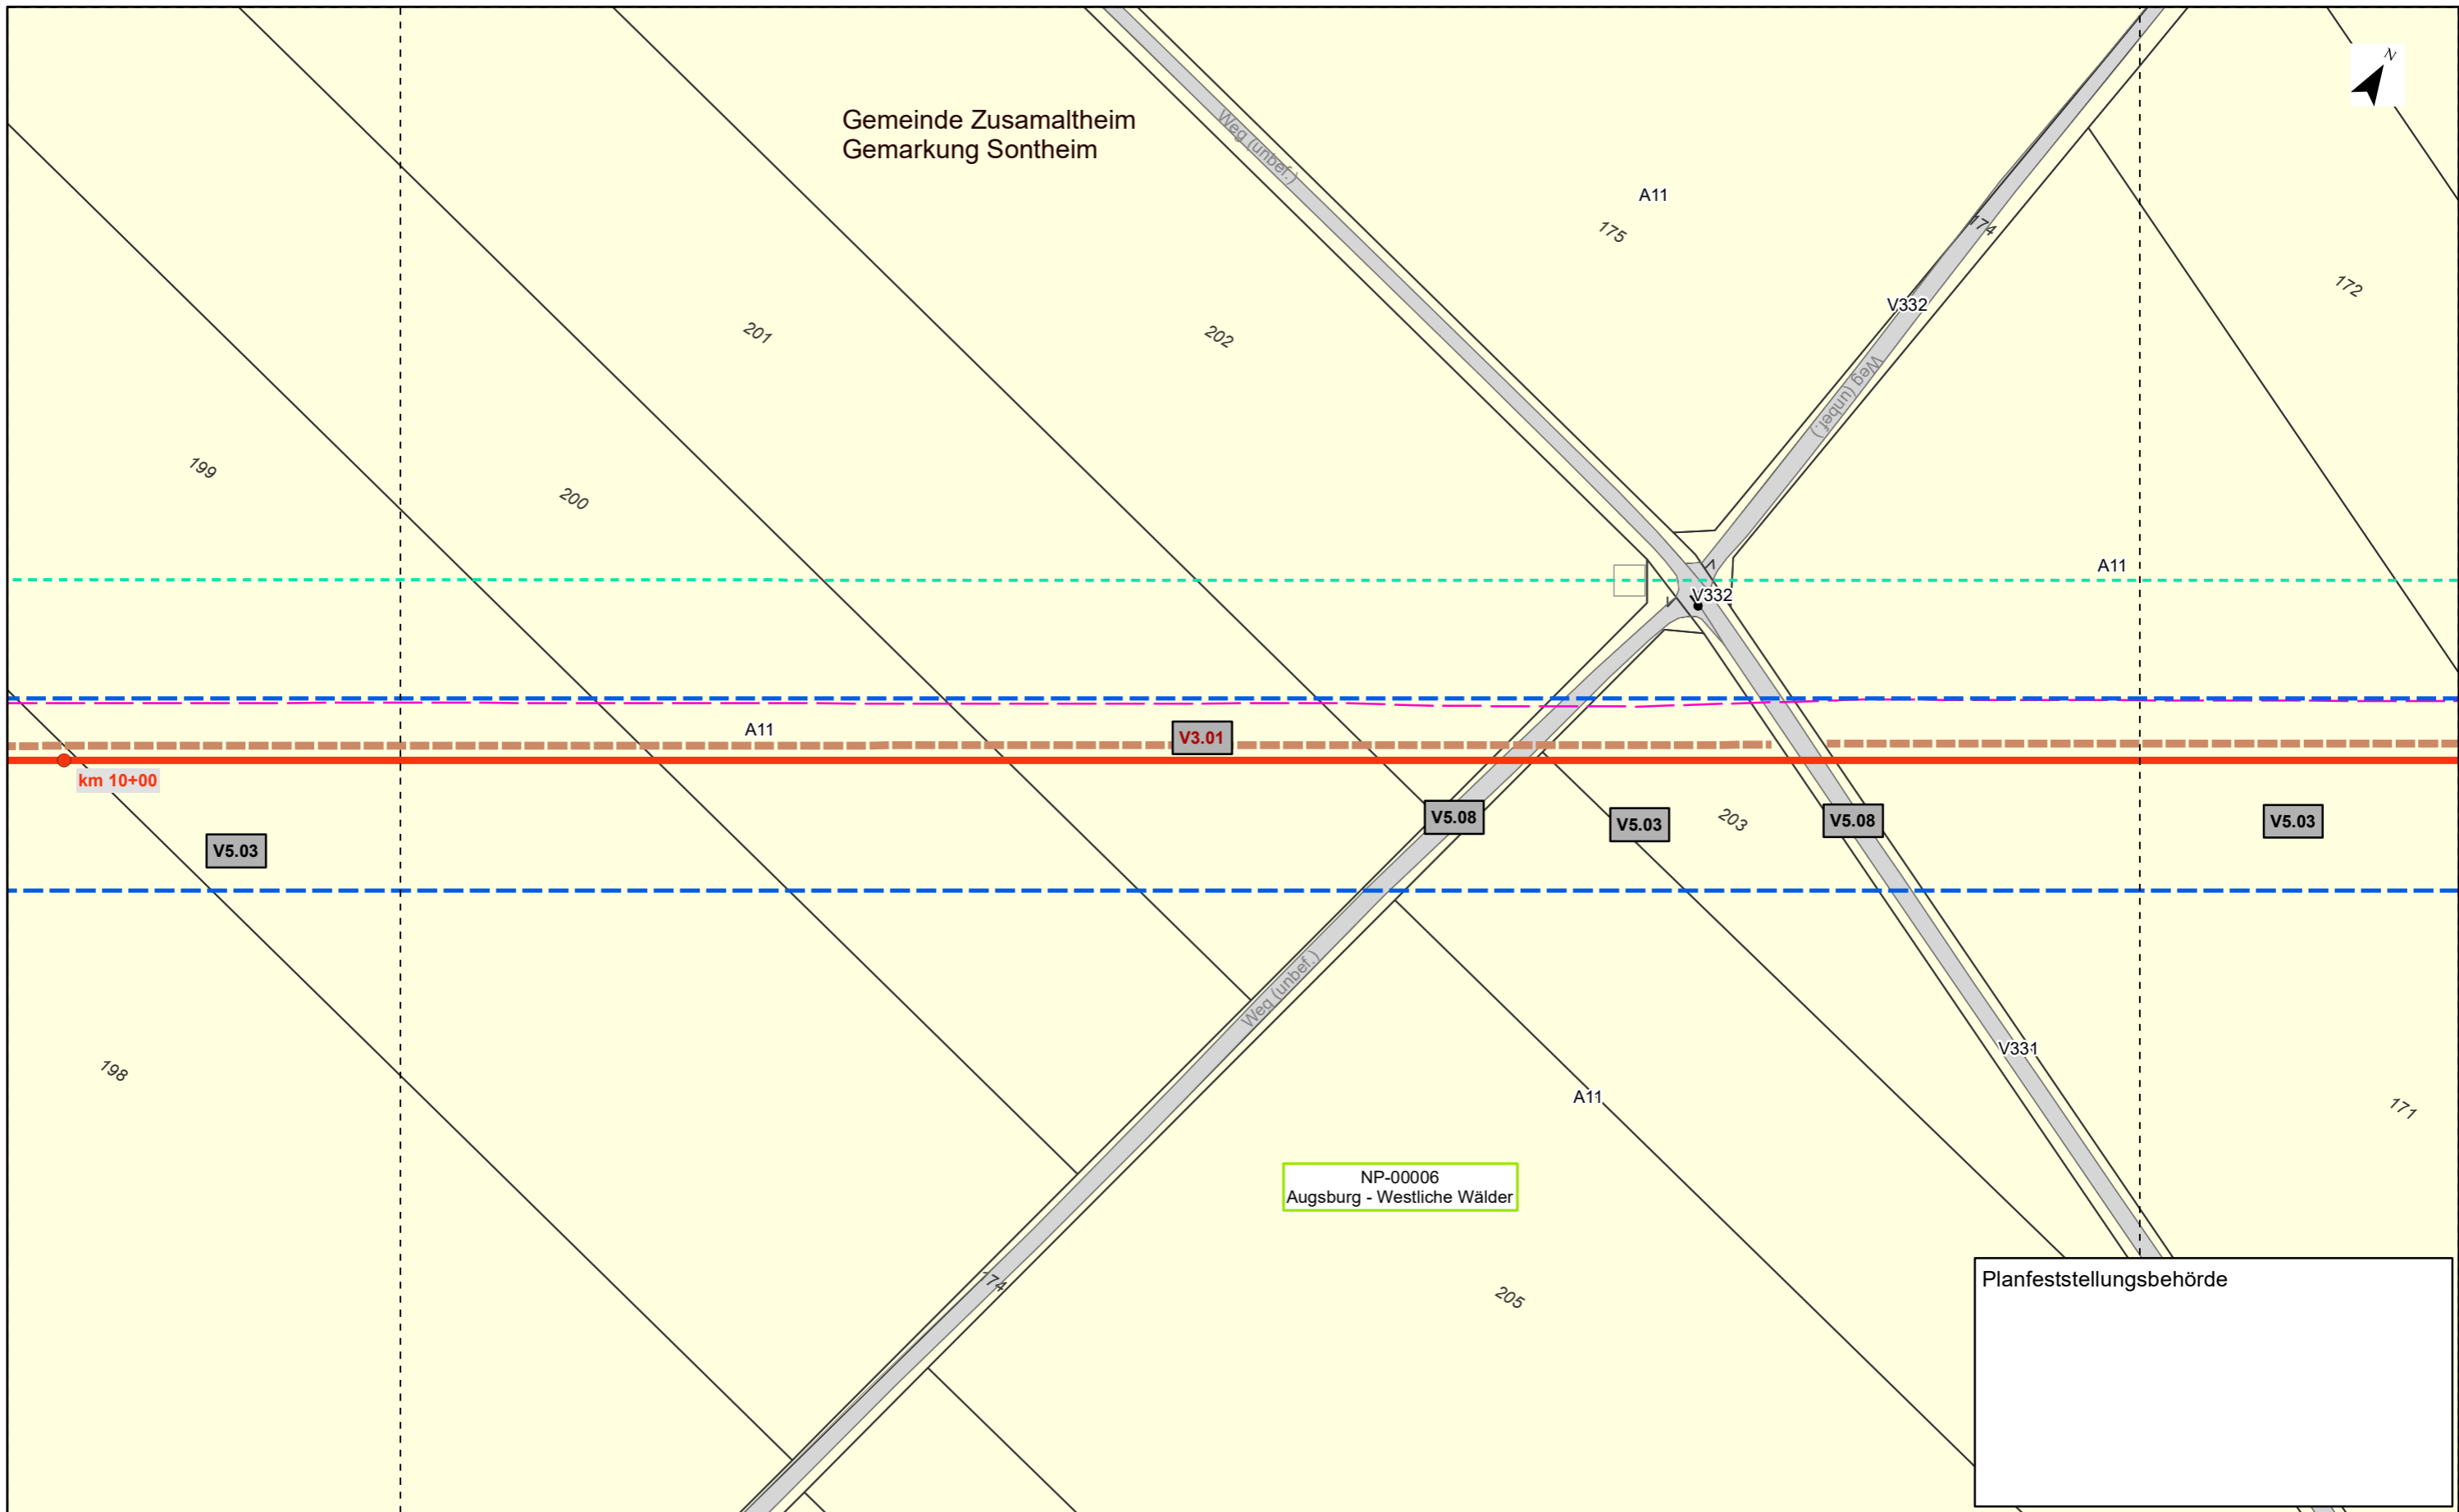 N
Gemeinde Zusamaltheim
Gemarkung Sontheim
Weg (unbef.)
A11
175
174
172
V332
201
202
Weg (unbef.)
199
200
A11
V332
A11
V3.01
km 10+00
V5.08
V5.03
203
V5.08
V5.03
V5.03
Weg (unbef.)
V331
198
A11
171
NP-00006
Augsburg - Westliche Wälder
174
205
Planfeststellungsbehörde